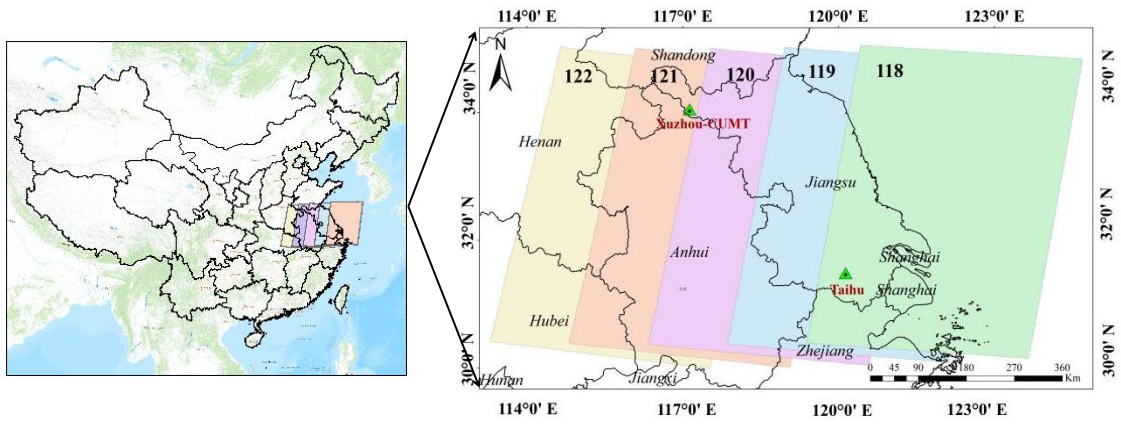 114°0' E 117°0' E 120°0' E 123°0' E
N
Shandong
122 121 120 119 118
34°0' N
34°0' N
Xuzhou-CUMT
Henan
Jiangsu
32°0' N
32°0' N
Anhui
Shanghai
Taihu
Shanghai
Hubei
Zhejiang
30°0' N
30°0' N
Hunan
Jiangxi
0 45 90 180 270 360
Km
114°0' E 117°0' E 120°0' E 123°0' E